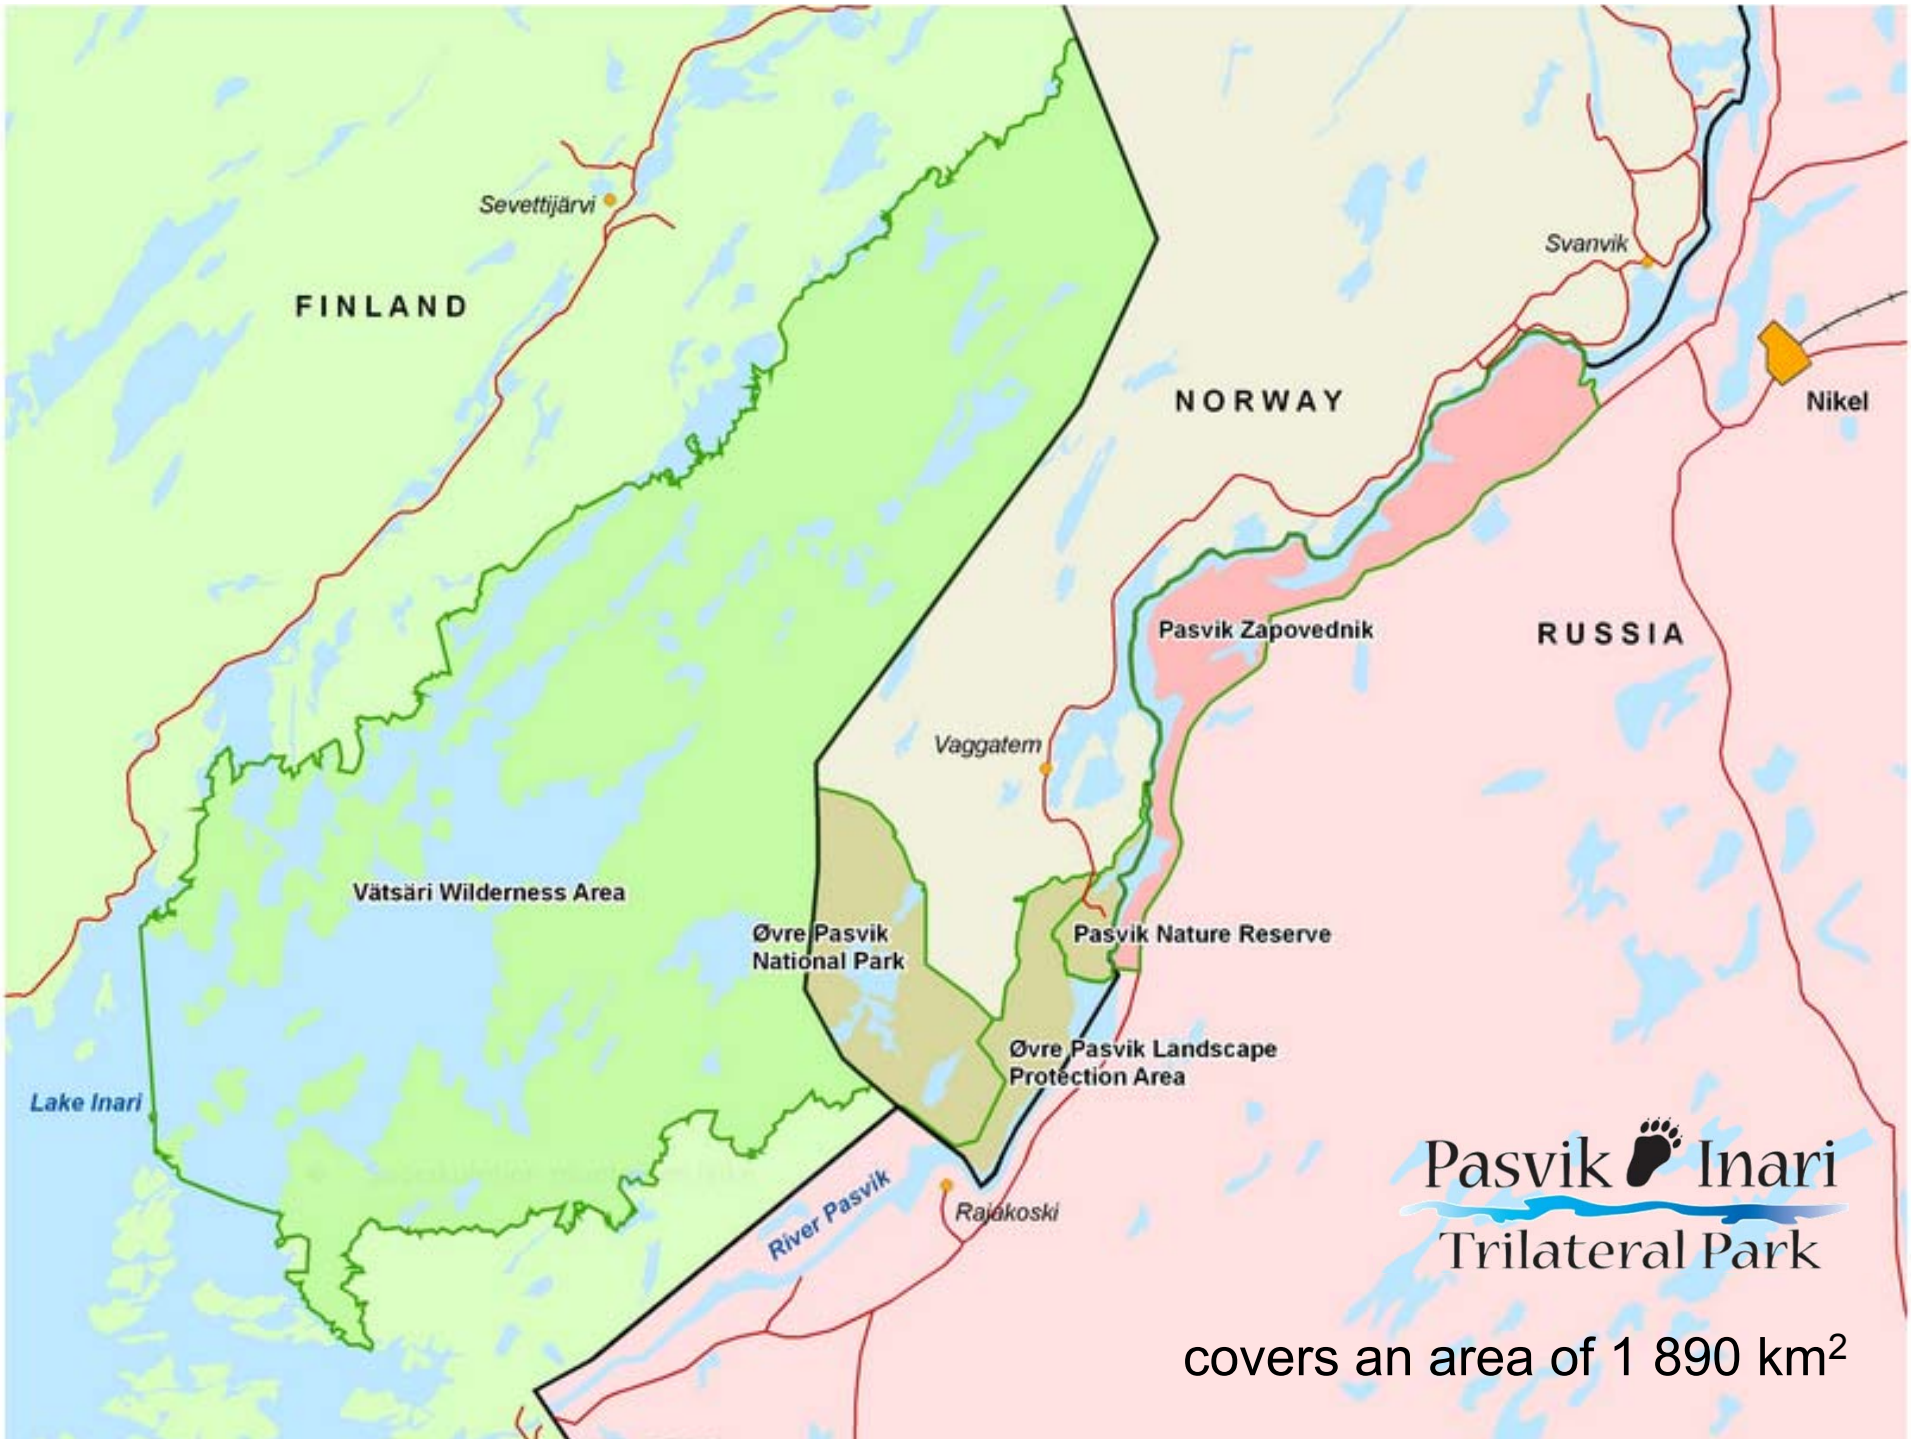 Sevettijärvi
FINLAND
Svanvik
NORWAY
Nikel
RUSSIA
Pasvik Zapovednik
Vaggatem
Vätsäri Wilderness Area
Øvre Pasvik
National Park
Pasvik Nature Reserve
Øvre Pasvik Landscape
Protection Area
Lake Inari
River Pasvik
Rajakoski
Pasvik Inari
Trilateral Park
covers an area of 1 890 km²